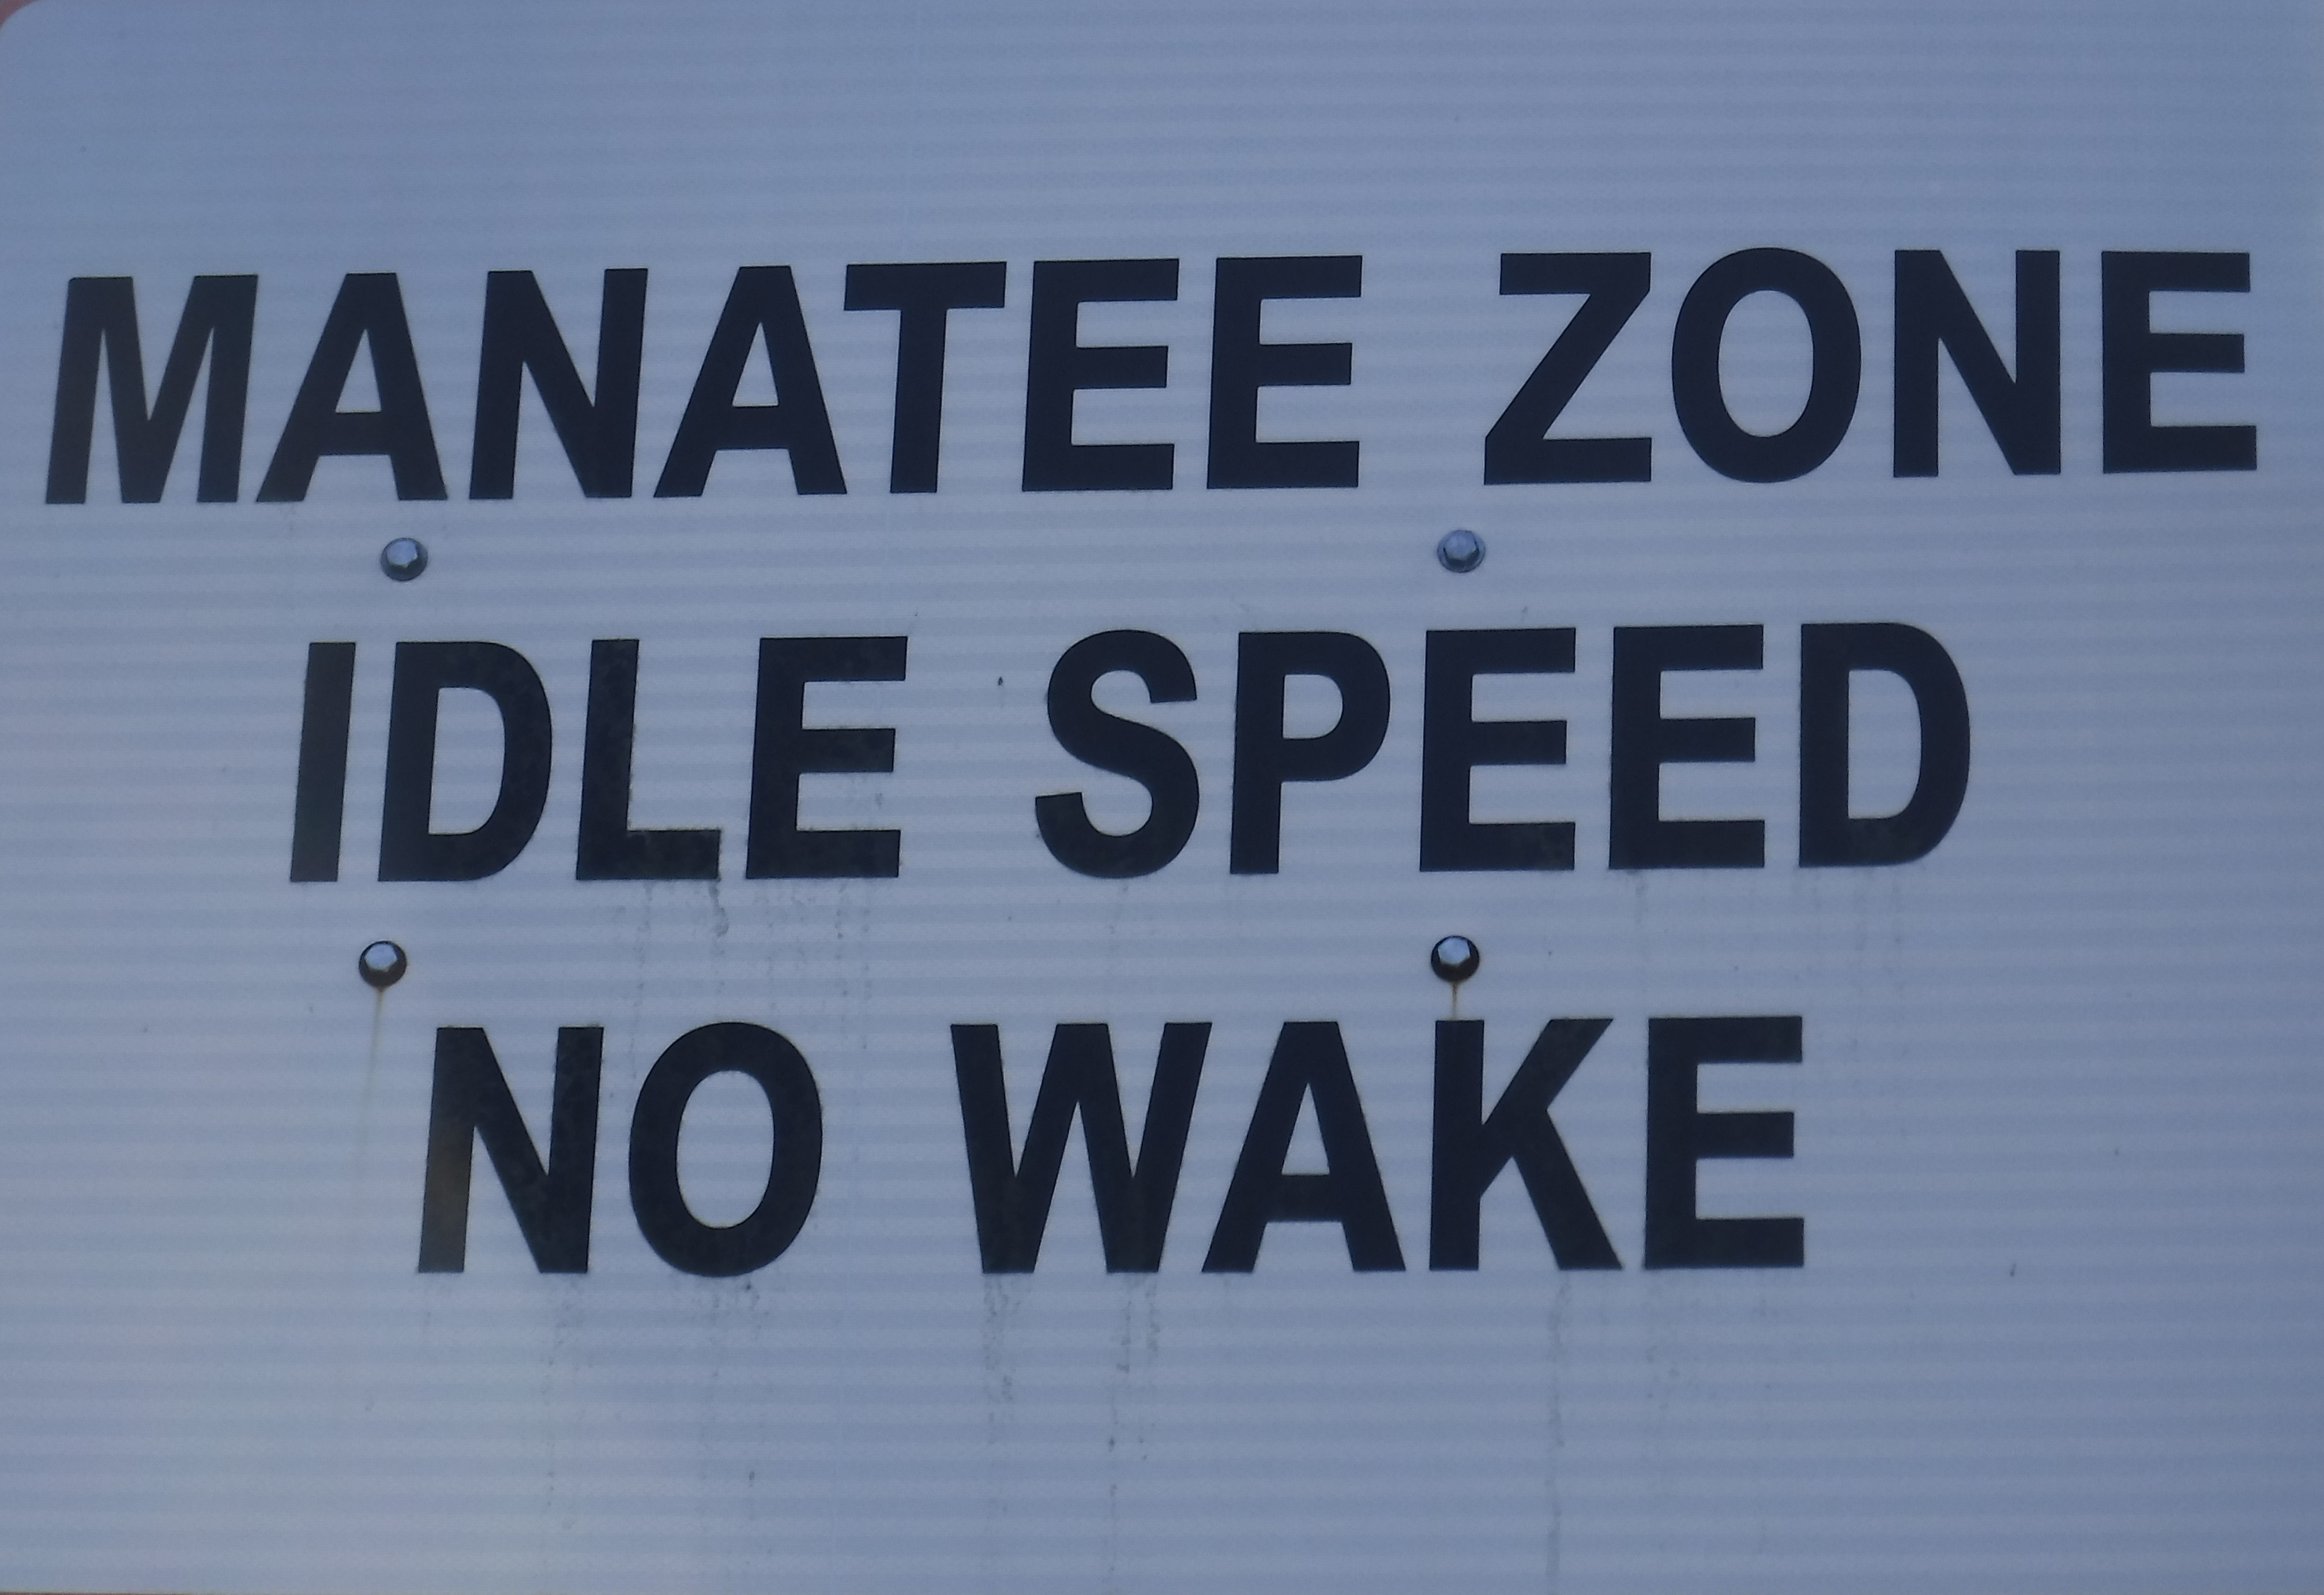 MANATEE ZONE
IDLE SPEED
NO WAKE